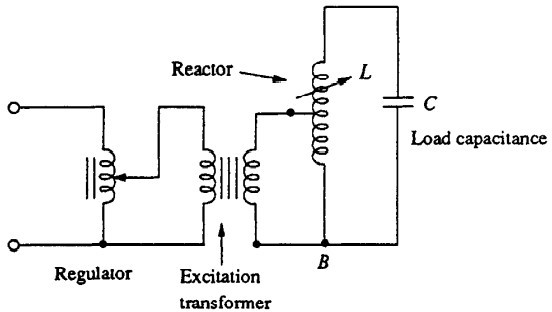 Reactor
L
C
Load capacitance
B
Regulator
Excitation
transformer